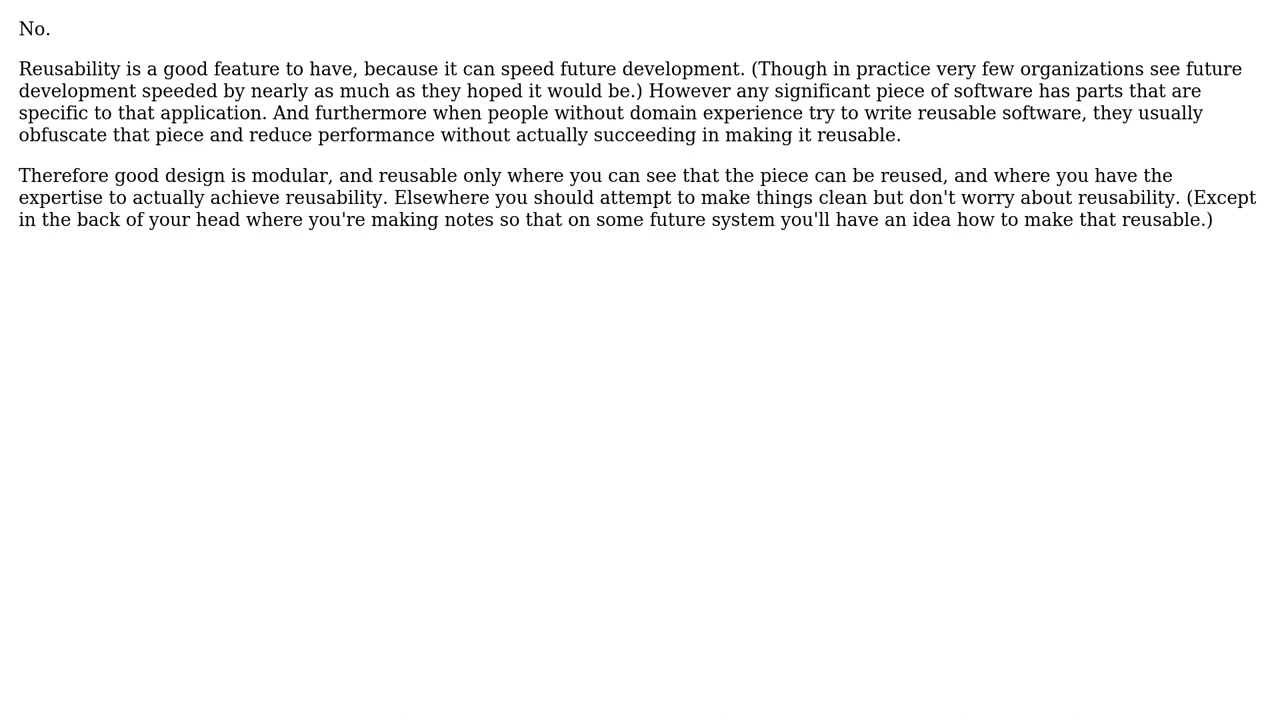 No.
Reusability is a good feature to have, because it can speed future development. (Though in practice very few organizations see future
development speeded by nearly as much as they hoped it would be.) However any significant piece of software has parts that are
specific to that application. And furthermore when people without domain experience try to write reusable software, they usually
obfuscate that piece and reduce performance without actually succeeding in making it reusable.
Therefore good design is modular, and reusable only where you can see that the piece can be reused, and where you have the
expertise to actually achieve reusability. Elsewhere you should attempt to make things clean but don't worry about reusability. (Except
in the back of your head where you're making notes so that on some future system you'll have an idea how to make that reusable.)